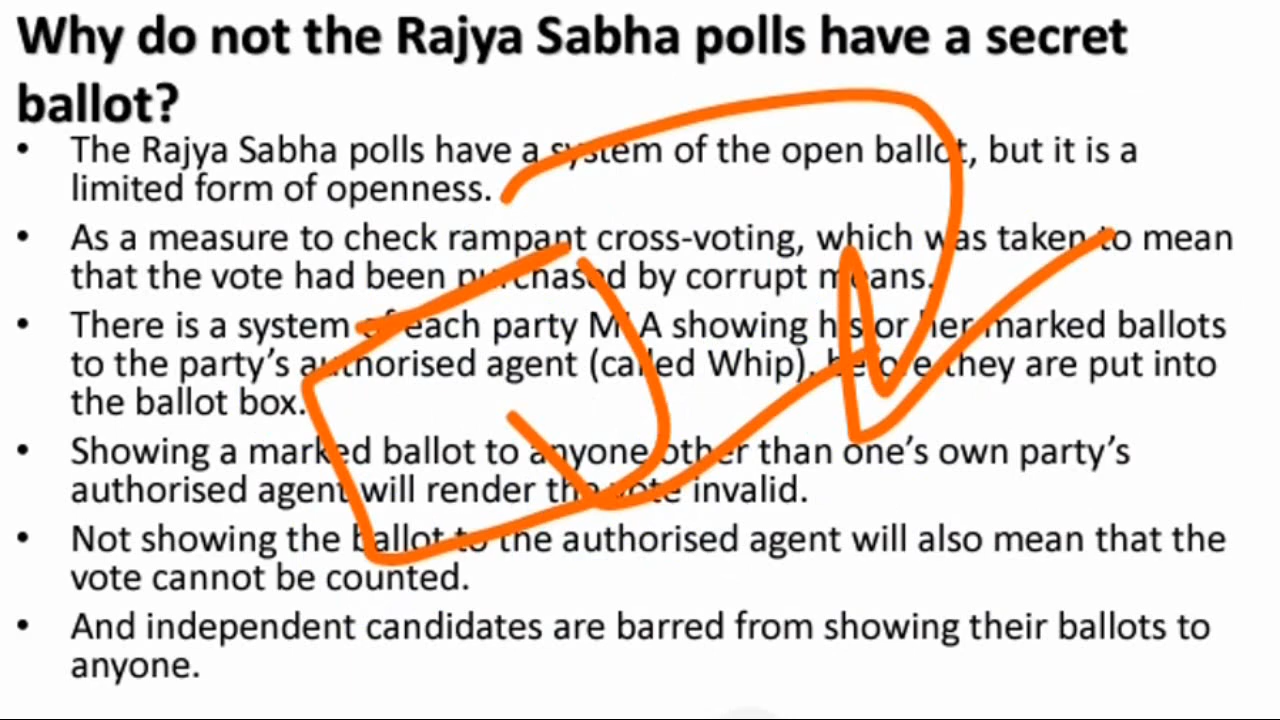 Why do not the Rajya Sabha polls have a secret
ballot?
• The Rajya Sabha polls have a system of the open ballot, but it is a
limited form of openness.
• As a measure to check rampant cross-voting, which was taken to mean
that the vote had been purchased by corrupt means.
• There is a system of each party MLA showing his or her marked ballots
to the party's authorised agent (called Whip), before they are put into
the ballot box.
• Showing a marked ballot to anyone other than one's own party's
authorised agent will render the vote invalid.
• Not showing the ballot to the authorised agent will also mean that the
vote cannot be counted.
• And independent candidates are barred from showing their ballots to
anyone.